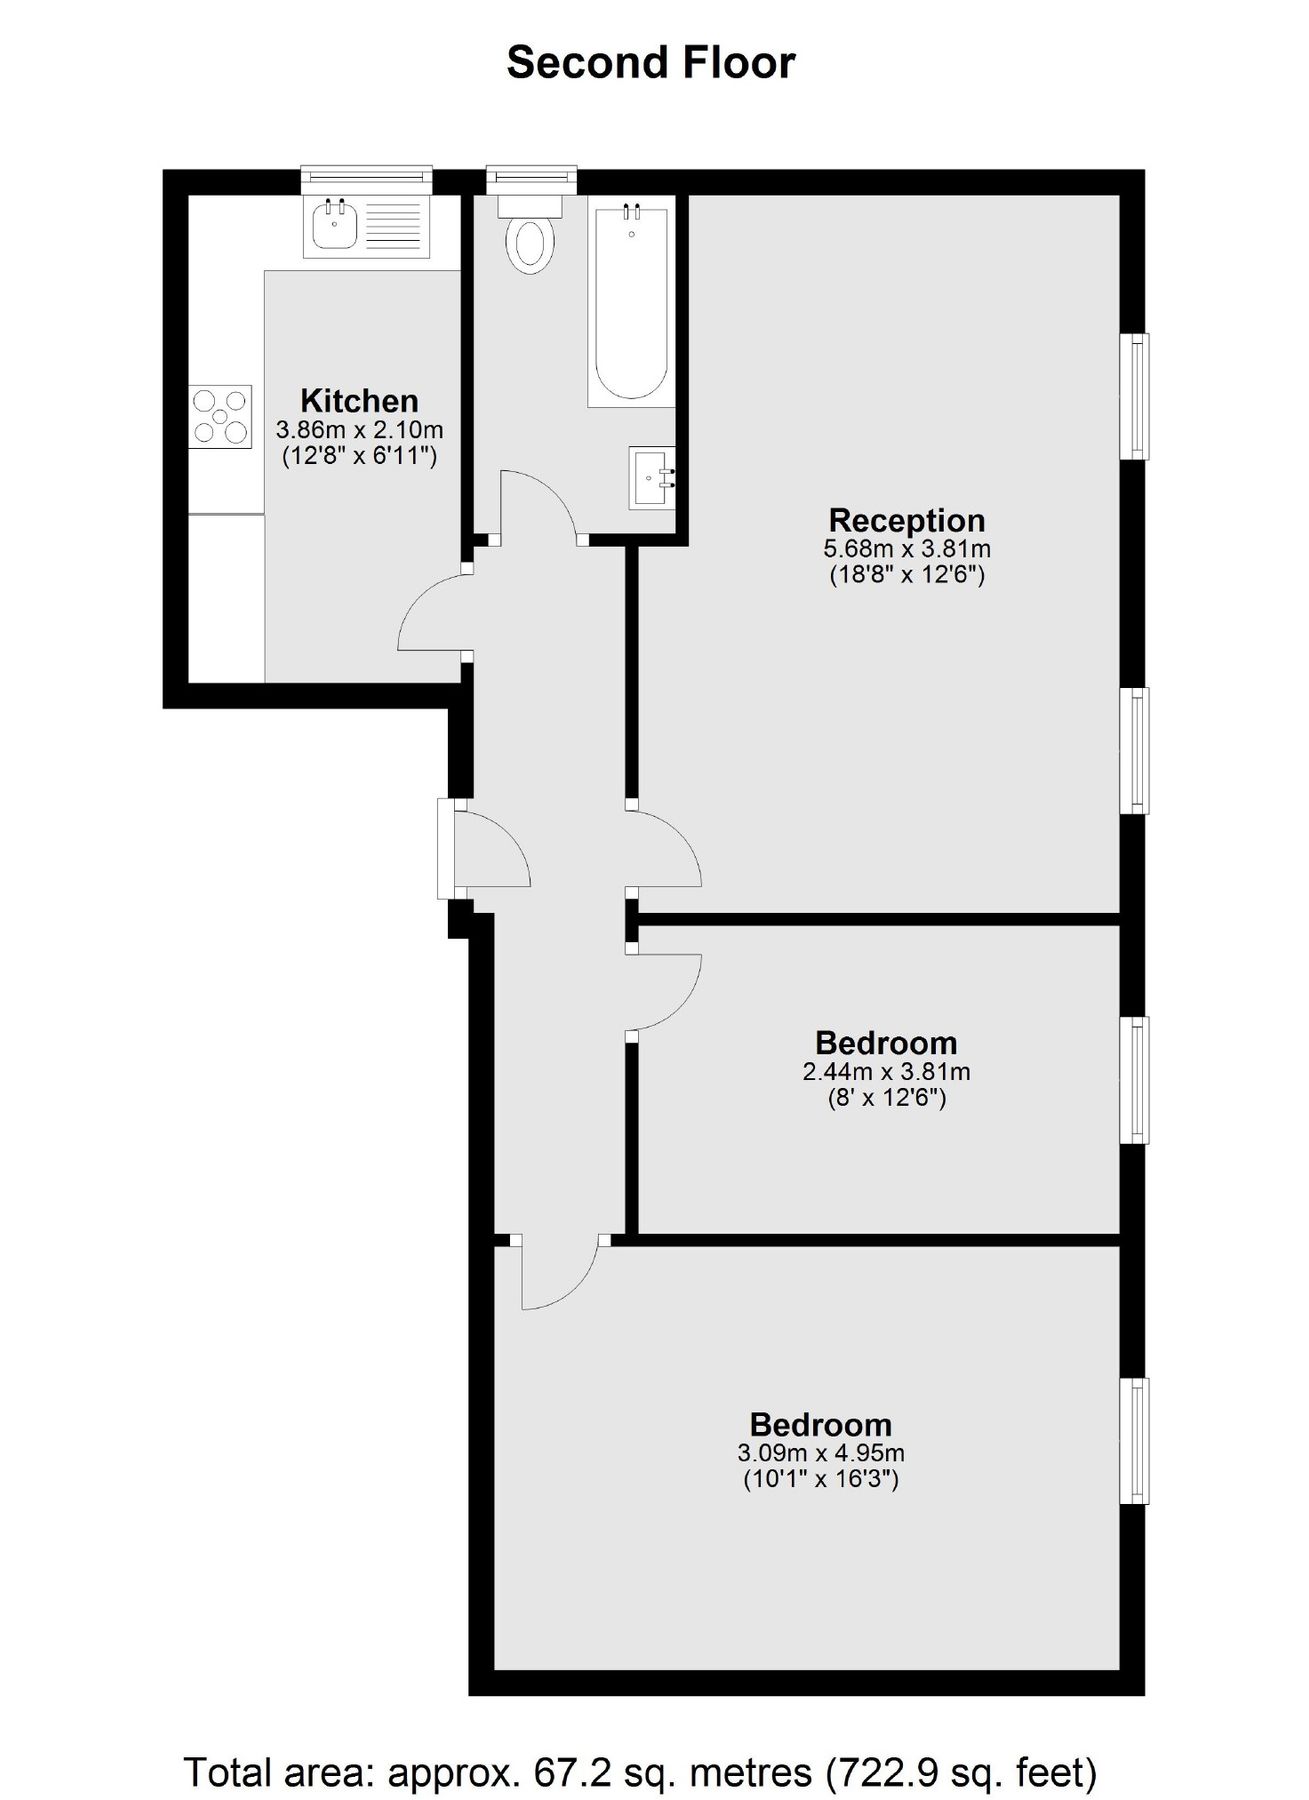 Second Floor
Kitchen
3.86m x 2.10m
(12'8" x 6'11")
Reception
5.68m x 3.81m
(18'8" x 12'6")
Bedroom
2.44m x 3.81m
(8' x 12'6")
Bedroom
3.09m x 4.95m
(10'1" x 16'3")
Total area: approx. 67.2 sq. metres (722.9 sq. feet)